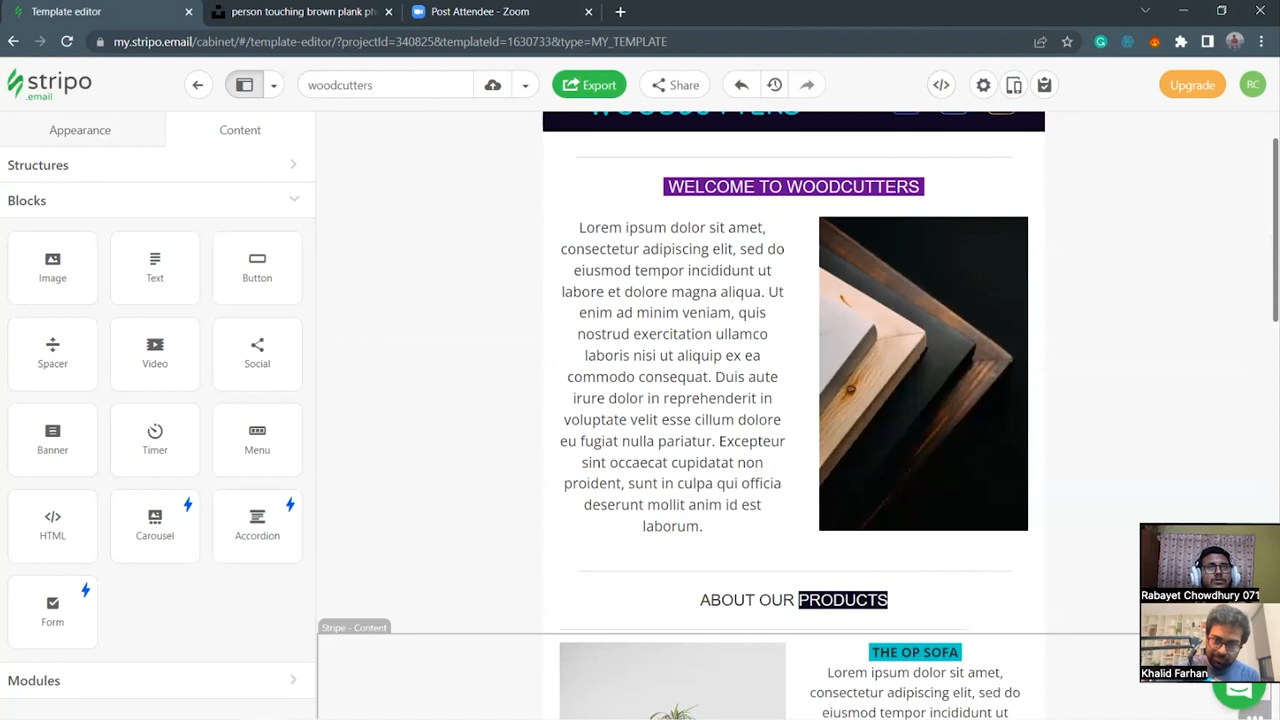 Template editor
person touching brown plank ph
Post Attendee - Zoom
my.stripo.email/cabinet/#/template-editor/?projectId=340825&templateId=1630733&type=MY_TEMPLATE
stripo
.email
woodcutters
Export
Share
Upgrade
RC
Appearance
Content
Structures
Blocks
Image
Text
Button
Spacer
Video
Social
Banner
Timer
Menu
HTML
Carousel
Accordion
Form
Modules
WOODCUTTERS
WELCOME TO WOODCUTTERS
Lorem ipsum dolor sit amet,
consectetur adipiscing elit, sed do
eiusmod tempor incididunt ut
labore et dolore magna aliqua. Ut
enim ad minim veniam, quis
nostrud exercitation ullamco
laboris nisi ut aliquip ex ea
commodo consequat. Duis aute
irure dolor in reprehenderit in
voluptate velit esse cillum dolore
eu fugiat nulla pariatur. Excepteur
sint occaecat cupidatat non
proident, sunt in culpa qui officia
deserunt mollit anim id est
laborum.
ABOUT OUR PRODUCTS
Stripe - Content
THE OP SOFA
Lorem ipsum dolor sit amet,
consectetur adipiscing elit, sed do
eiusmod tempor incididunt ut
Rabayet Chowdhury 071
Khalid Farhan